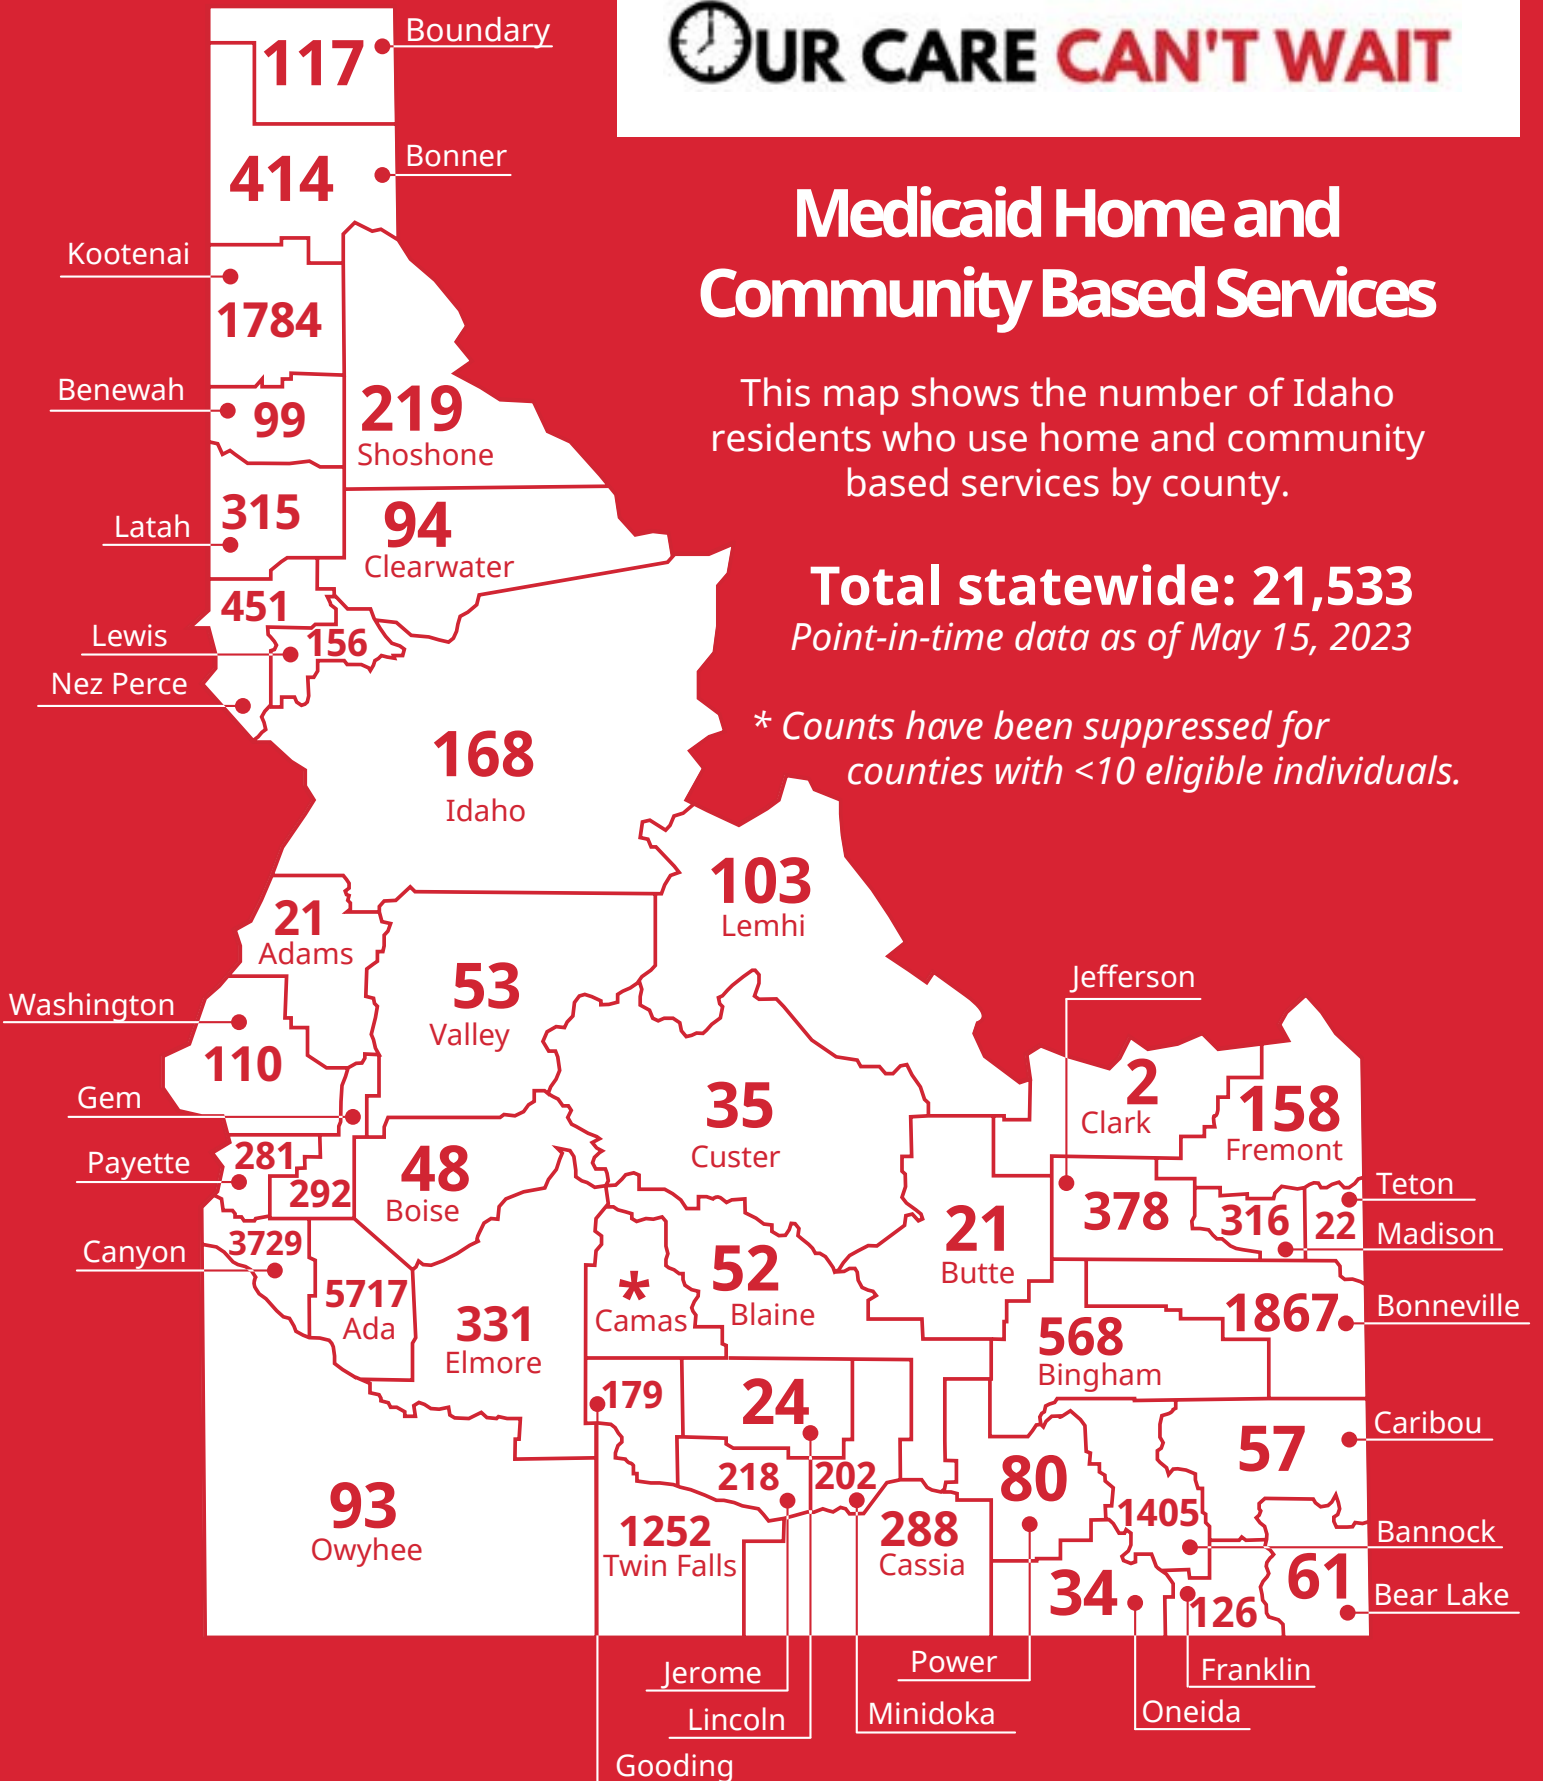 OUR CARE CAN'T WAIT
Medicaid Home and
Community Based Services
This map shows the number of Idaho
residents who use home and community
based services by county.
Total statewide: 21,533
Point-in-time data as of May 15, 2023
* Counts have been suppressed for
counties with <10 eligible individuals.
117
Boundary
414
Bonner
Kootenai
1784
Benewah
99
219
Shoshone
Latah
315
94
Clearwater
451
Lewis
156
Nez Perce
168
Idaho
103
Lemhi
21
Adams
53
Valley
Washington
110
Gem
35
Custer
Jefferson
2
Clark
158
Fremont
Payette
281
292
48
Boise
Canyon
3729
5717
Ada
331
Elmore
*
Camas
52
Blaine
21
Butte
378
316
22
Teton
Madison
1867
Bonneville
568
Bingham
179
24
218
202
80
57
Caribou
1405
Bannock
93
Owyhee
1252
Twin Falls
288
Cassia
34
126
61
Bear Lake
Jerome
Lincoln
Gooding
Power
Minidoka
Franklin
Oneida